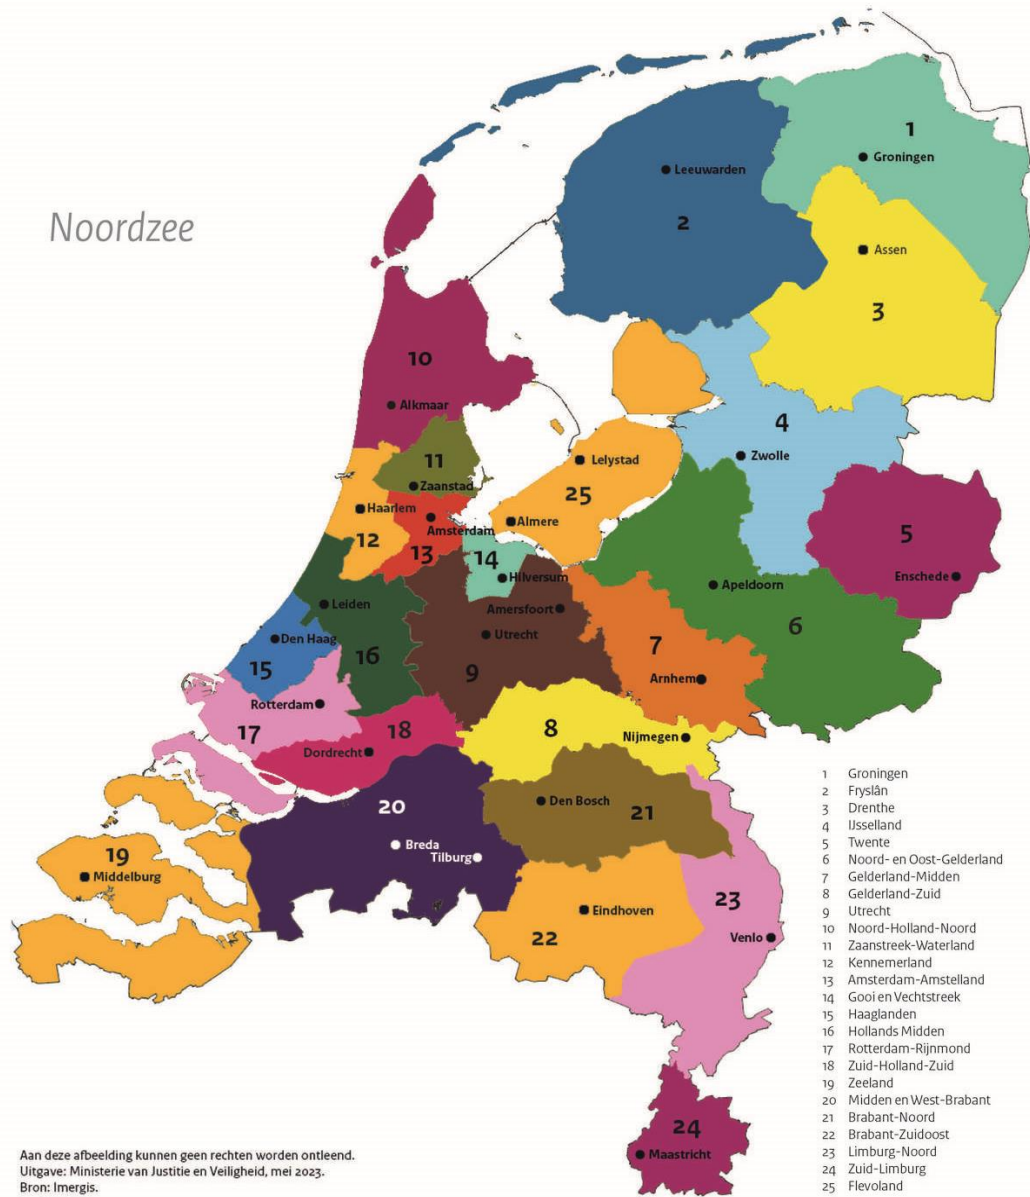 Noordzee
1
Groningen
Leeuwarden
2
Assen
3
10
Alkmaar
4
Zwolle
11
Zaanstad
Lelystad
25
Haarlem
12
Amsterdam
13
Almere
5
Enschede
14
Hilversum
Apeldoorn
Leiden
Amersfoort
6
Den Haag
15
16
Utrecht
9
7
Arnhem
Rotterdam
17
18
Dordrecht
8
Nijmegen
20
Den Bosch
21
Breda
Tilburg
19
Middelburg
Eindhoven
22
23
Venlo
24
Maastricht
1 Groningen
2 Fryslân
3 Drenthe
4 IJsselland
5 Twente
6 Noord- en Oost-Gelderland
7 Gelderland-Midden
8 Gelderland-Zuid
9 Utrecht
10 Noord-Holland-Noord
11 Zaanstreek-Waterland
12 Kennemerland
13 Amsterdam-Amstelland
14 Gooi en Vechtstreek
15 Haaglanden
16 Hollands Midden
17 Rotterdam-Rijnmond
18 Zuid-Holland-Zuid
19 Zeeland
20 Midden en West-Brabant
21 Brabant-Noord
22 Brabant-Zuidoost
23 Limburg-Noord
24 Zuid-Limburg
25 Flevoland
Aan deze afbeelding kunnen geen rechten worden ontleend.
Uitgave: Ministerie van Justitie en Veiligheid, mei 2023.
Bron: Imergis.